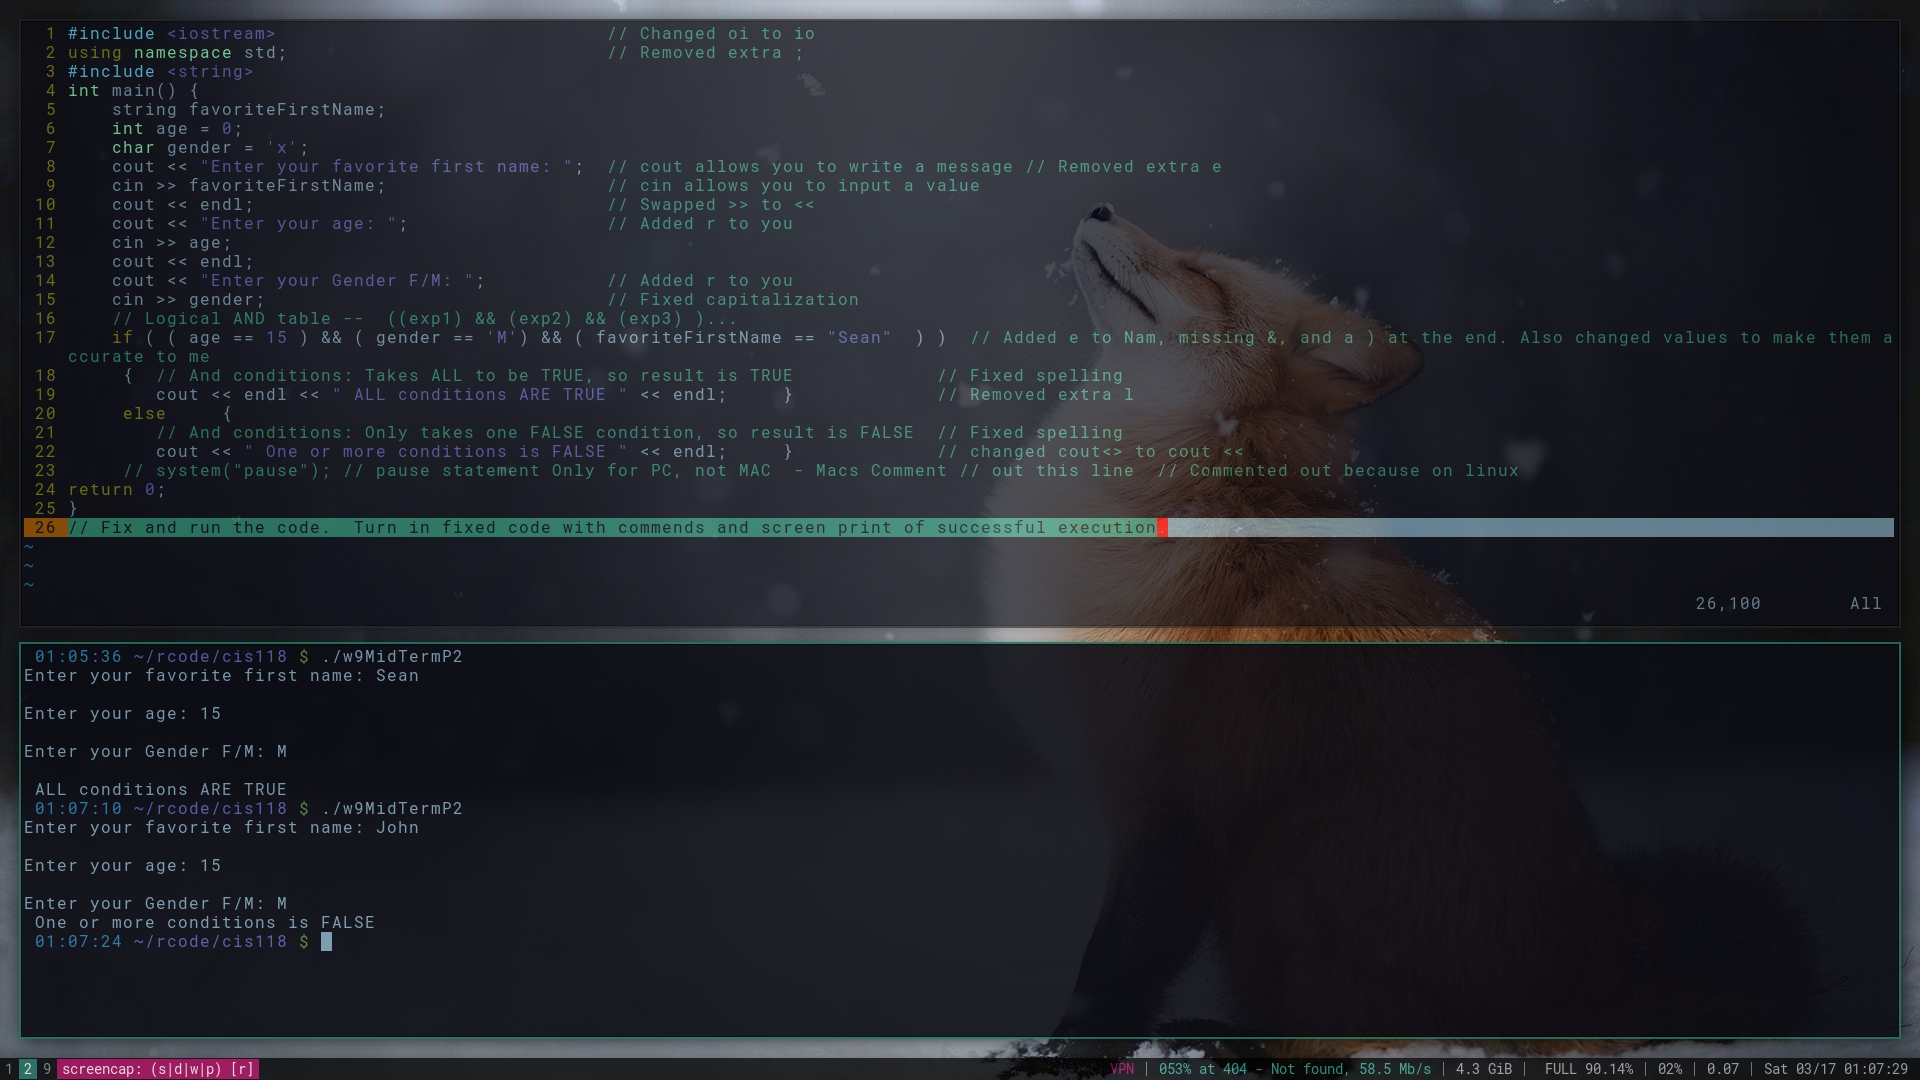 1 #include <iostream> // Changed oi to io
2 using namespace std; // Removed extra ;
3 #include <string>
4 int main() {
5 string favoriteFirstName;
6 int age = 0;
7 char gender = 'x';
8 cout << "Enter your favorite first name: "; // cout allows you to write a message // Removed extra e
9 cin >> favoriteFirstName; // cin allows you to input a value
10 cout << endl; // Swapped >> to <<
11 cout << "Enter your age: "; // Added r to you
12 cin >> age;
13 cout << endl;
14 cout << "Enter your Gender F/M: "; // Added r to you
15 cin >> gender; // Fixed capitalization
16 // Logical AND table -- ((exp1) && (exp2) && (exp3) )...
17 if ( ( age == 15 ) && ( gender == 'M') && ( favoriteFirstName == "Sean" ) ) // Added e to Nam, missing &, and a ) at the end. Also changed values to make them a
ccurate to me
18 { // And conditions: Takes ALL to be TRUE, so result is TRUE // Fixed spelling
19 cout << endl << " ALL conditions ARE TRUE " << endl; } // Removed extra l
20 else {
21 // And conditions: Only takes one FALSE condition, so result is FALSE // Fixed spelling
22 cout << " One or more conditions is FALSE " << endl; } // changed cout<> to cout <<
23 // system("pause"); // pause statement Only for PC, not MAC - Macs Comment // out this line // Commented out because on linux
24 return 0;
25 }
26 // Fix and run the code. Turn in fixed code with commends and screen print of successful execution.
~
~
~
26,100 All
01:05:36 ~/rcode/cis118 $ ./w9MidTermP2
Enter your favorite first name: Sean
Enter your age: 15
Enter your Gender F/M: M
ALL conditions ARE TRUE
01:07:10 ~/rcode/cis118 $ ./w9MidTermP2
Enter your favorite first name: John
Enter your age: 15
Enter your Gender F/M: M
One or more conditions is FALSE
01:07:24 ~/rcode/cis118 $
1 2 9 screencap: (s|d|w|p) [r] VPN | 053% at 404 - Not found, 58.5 Mb/s | 4.3 GiB | FULL 90.14% | 02% | 0.07 | Sat 03/17 01:07:29